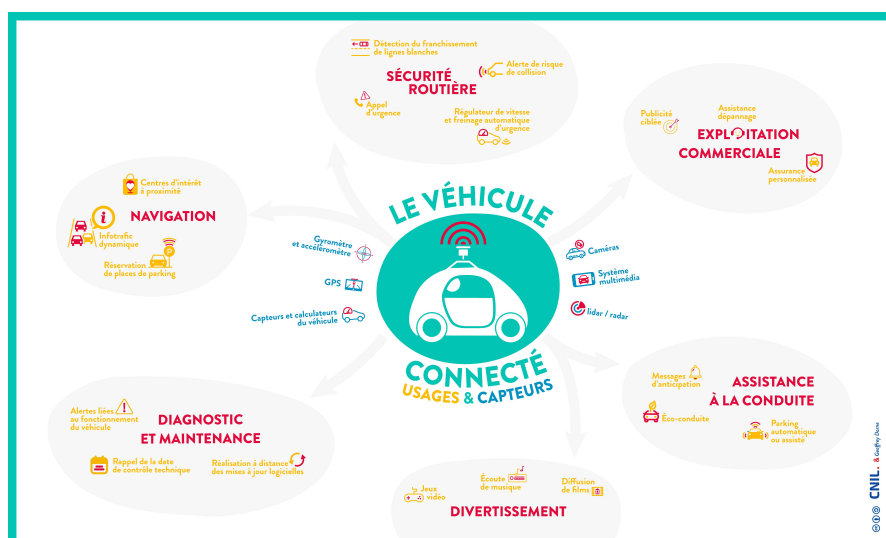 Détection du franchissement
de lignes blanches
SÉCURITÉ
ROUTIÈRE
Alerte de risque
de collision
Appel
d'urgence
Régulateur de vitesse
et freinage automatique
d'urgence
Publicité
ciblée
Assistance
dépannage
EXPLOITATION
COMMERCIALE
Assurance
personnalisée
Centres d'intérêt
à proximité
NAVIGATION
Infotrafic
dynamique
Réservation
de places de parking
LE VÉHICULE
CONNECTÉ
USAGES & CAPTEURS
Gyromètre
et accéléromètre
GPS
Capteurs et calculateurs
du véhicule
Caméras
Système
multimédia
lidar / radar
Alertes liées
au fonctionnement
du véhicule
DIAGNOSTIC
ET MAINTENANCE
Rappel de la date
de contrôle technique
Réalisation à distance
des mises à jour logicielles
Jeux
vidéo
Écoute
de musique
Diffusion
de films
DIVERTISSEMENT
Messages
d'anticipation
ASSISTANCE
À LA CONDUITE
Éco-conduite
Parking
automatique
ou assisté
CNIL. & Geoffrey Dorne